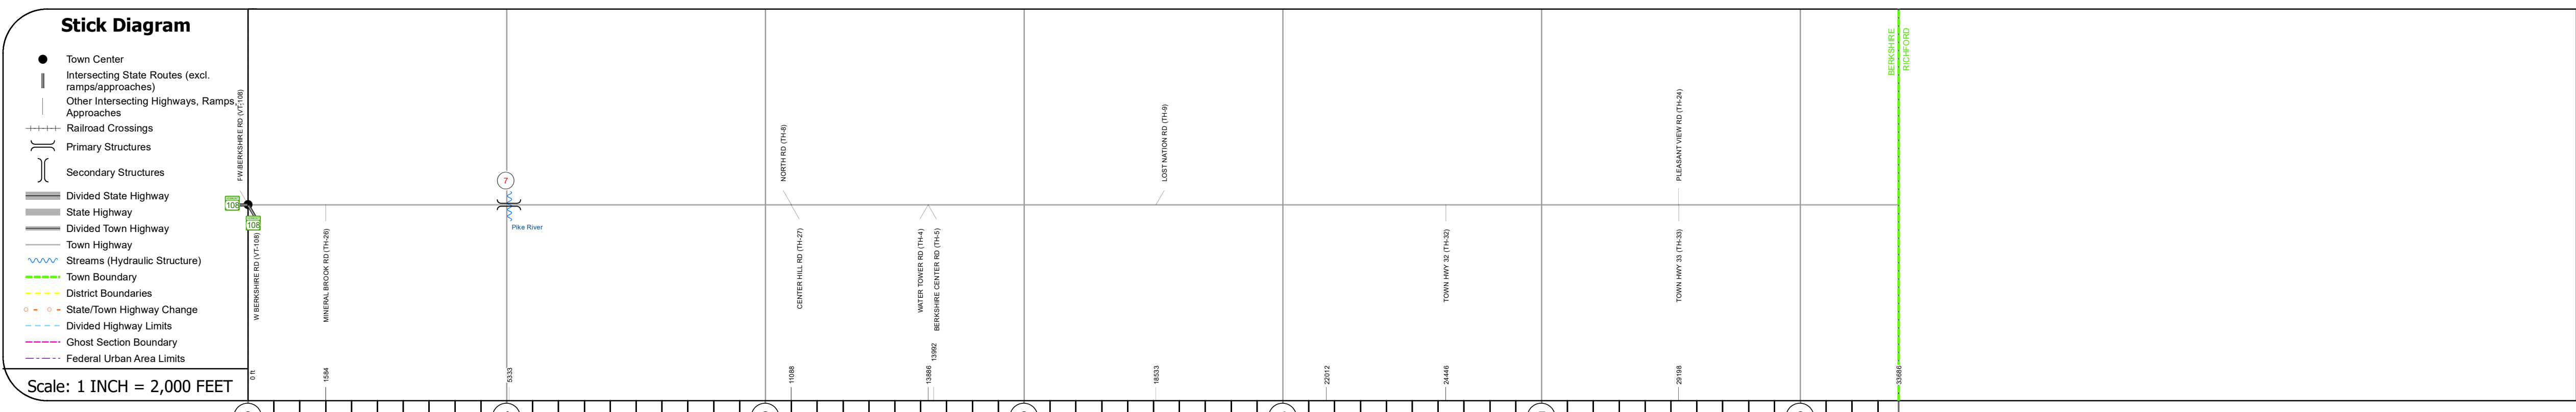 Stick Diagram
Town Center
Intersecting State Routes (excl.
ramps/approaches)
Other Intersecting Highways, Ramps,
Approaches
Railroad Crossings
Primary Structures
Secondary Structures
Divided State Highway
State Highway
Divided Town Highway
Town Highway
Streams (Hydraulic Structure)
Town Boundary
District Boundaries
State/Town Highway Change
Divided Highway Limits
Ghost Section Boundary
Federal Urban Area Limits
Scale: 1 INCH = 2,000 FEET
FW-BERKSHIRE RD (VT-108)
108
108
W BERKSHIRE RD (VT-108)
0 ft
MINERAL BROOK RD (TH-26)
1584
7
Pike River
5333
NORTH RD (TH-8)
CENTER HILL RD (TH-27)
11088
WATER TOWER RD (TH-4)
BERKSHIRE CENTER RD (TH-5)
13886
13992
LOST NATION RD (TH-9)
18533
22012
TOWN HWY 32 (TH-32)
24446
PLEASANT VIEW RD (TH-24)
TOWN HWY 33 (TH-33)
29198
BERKSHIRE
RICHFORD
33686